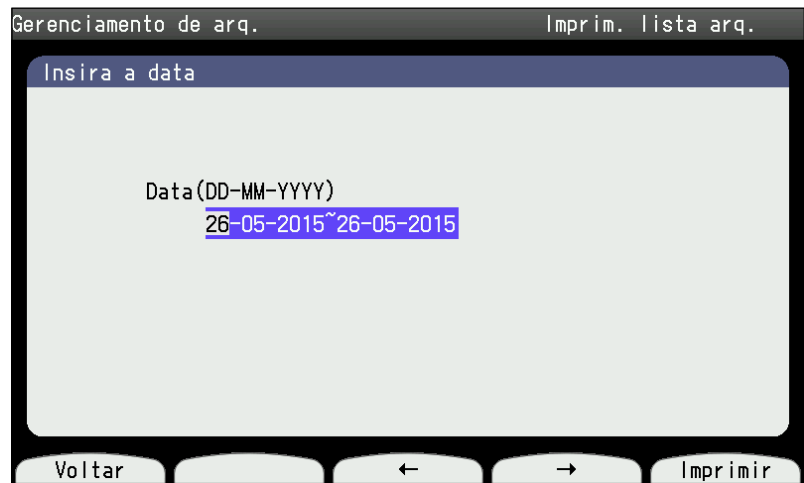 Gerenciamento de arq. Imprim. lista arq.
Insira a data
Data(DD-MM-YYYY)
26-05-2015~26-05-2015
Voltar ← → Imprimir